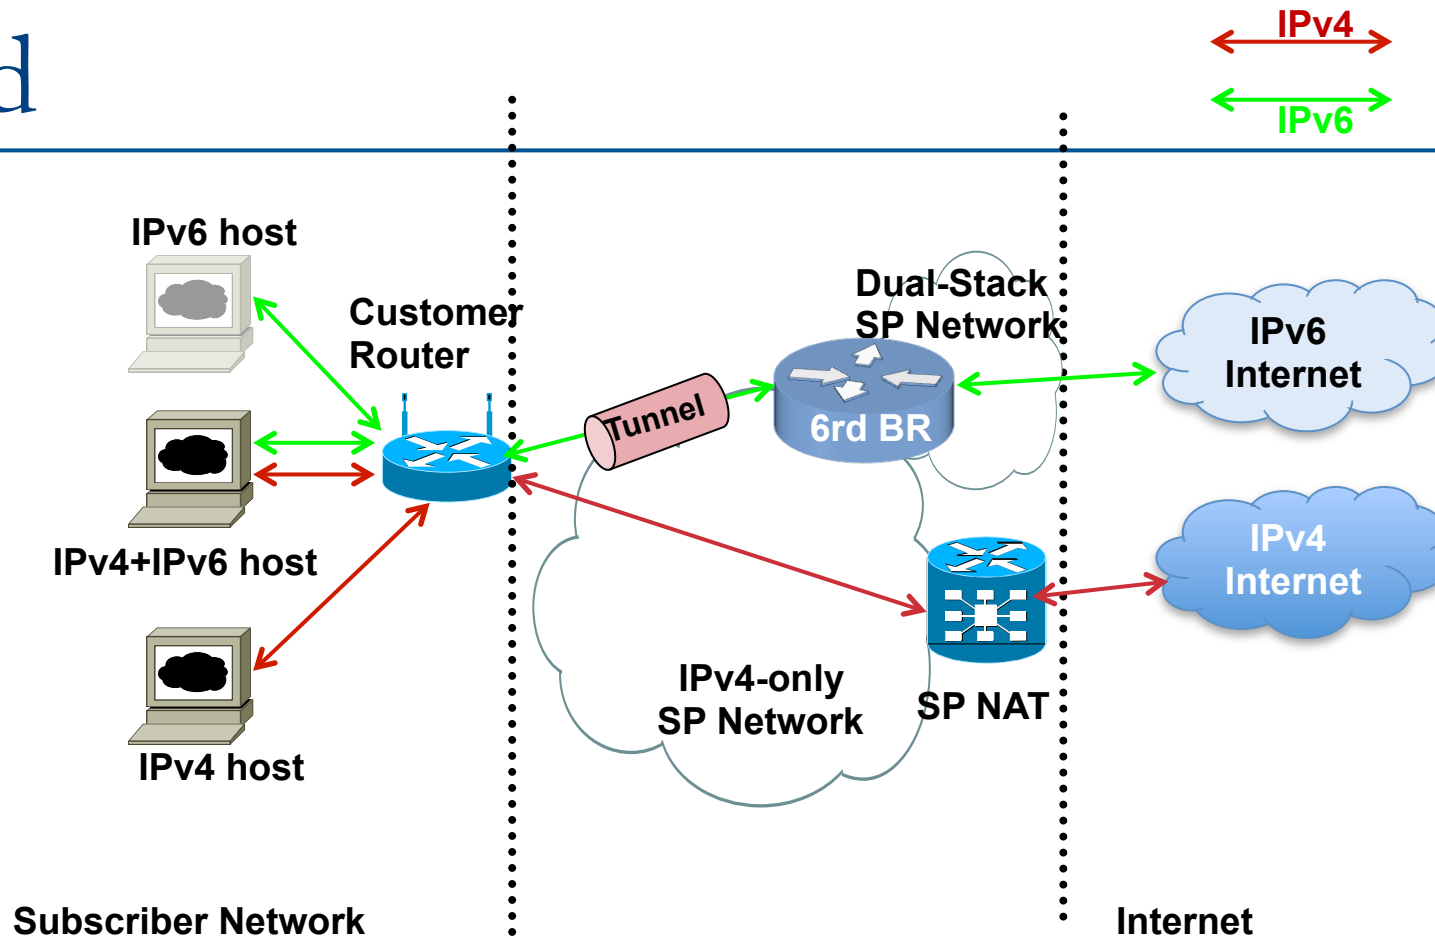 d
IPv4
IPv6
IPv6 host
Customer
Router
Dual-Stack
SP Network
IPv6
Internet
Tunnel
6rd BR
IPv4+IPv6 host
IPv4
Internet
IPv4-only
SP Network
SP NAT
IPv4 host
Subscriber Network
Internet